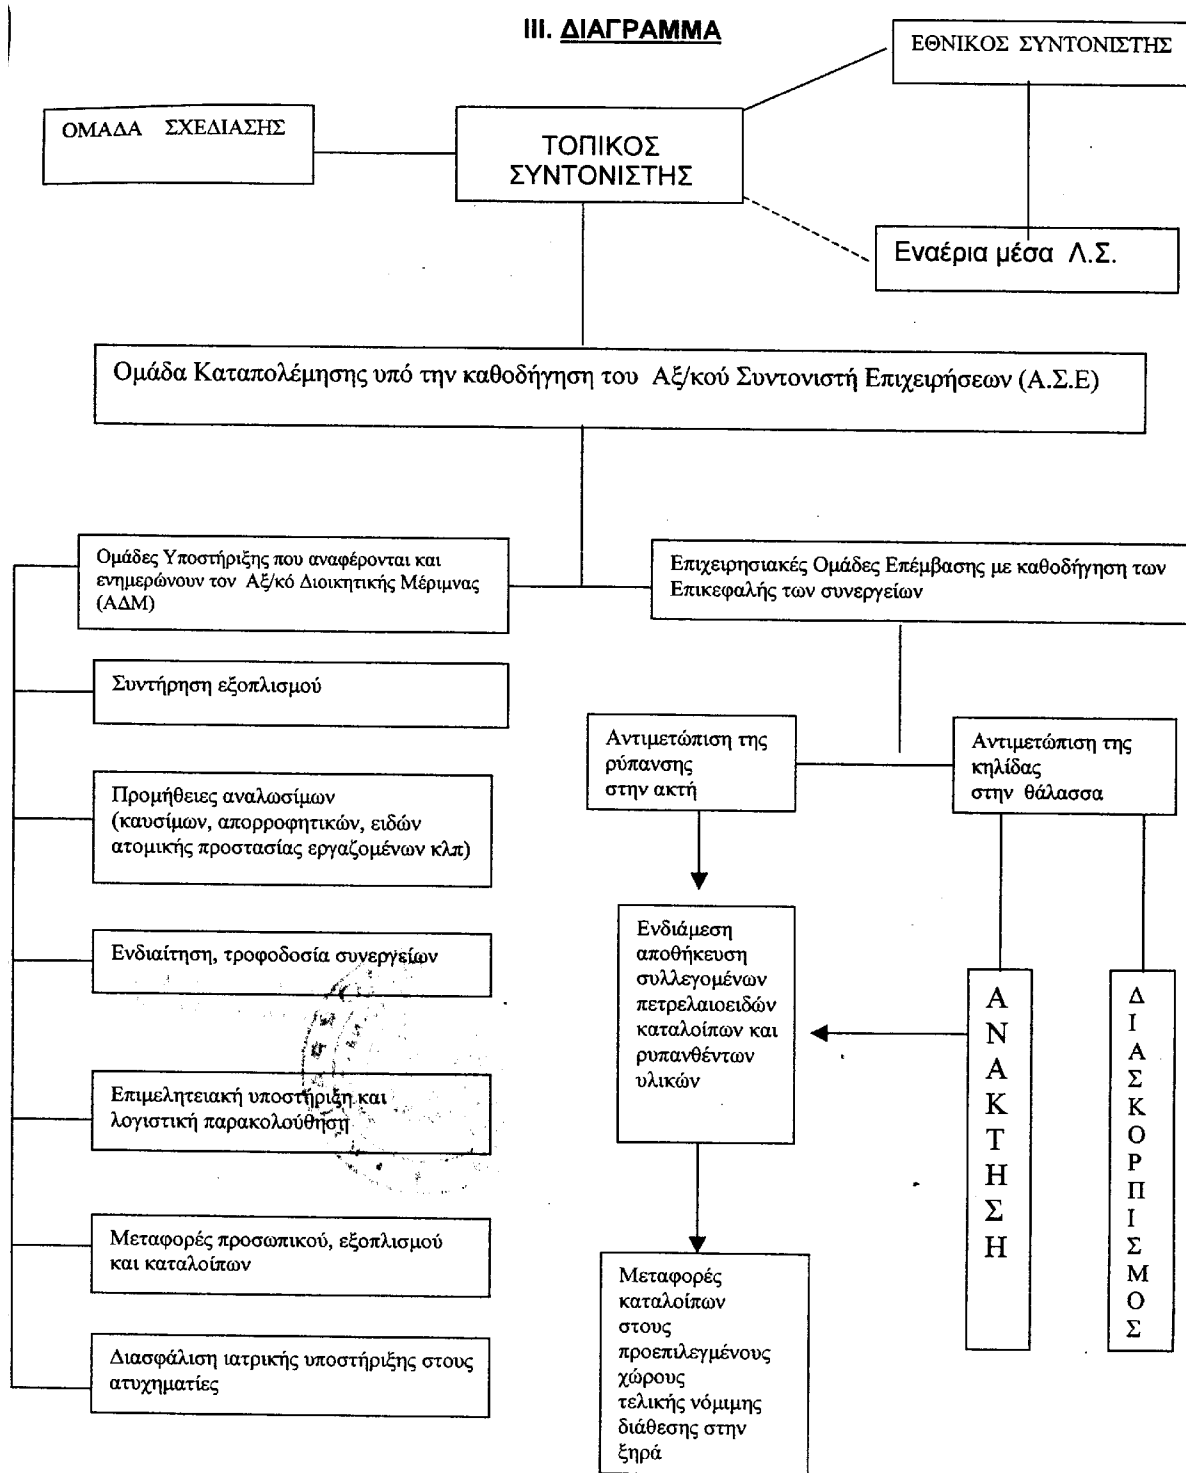 III. ΔΙΑΓΡΑΜΜΑ
ΕΘΝΙΚΟΣ ΣΥΝΤΟΝΙΣΤΗΣ
ΟΜΑΔΑ ΣΧΕΔΙΑΣΗΣ
ΤΟΠΙΚΟΣ
ΣΥΝΤΟΝΙΣΤΗΣ
Εναέρια μέσα Λ.Σ.
Ομάδα Καταπολέμησης υπό την καθοδήγηση του Αξ/κού Συντονιστή Επιχειρήσεων (Α.Σ.Ε)
Ομάδες Υποστήριξης που αναφέρονται και
ενημερώνουν τον Αξ/κό Διοικητικής Μέριμνας
(ΑΔΜ)
Επιχειρησιακές Ομάδες Επέμβασης με καθοδήγηση των
Επικεφαλής των συνεργείων
Συντήρηση εξοπλισμού
Προμήθειες αναλωσίμων
(καυσίμων, απορροφητικών, ειδών
ατομικής προστασίας εργαζομένων κλπ)
Ενδιαίτηση, τροφοδοσία συνεργείων
Επιμελητειακή υποστήριξη και
λογιστική παρακολούθηση
Μεταφορές προσωπικού, εξοπλισμού
και καταλοίπων
Διασφάλιση ιατρικής υποστήριξης στους
ατυχηματίες
Αντιμετώπιση της
ρύπανσης
στην ακτή
Αντιμετώπιση της
κηλίδας
στην θάλασσα
Ενδιάμεση
αποθήκευση
συλλεγομένων
πετρελαιοειδών
καταλοίπων και
ρυπανθέντων
υλικών
Μεταφορές
καταλοίπων
στους
προεπιλεγμένους
χώρους
τελικής νόμιμης
διάθεσης στην
ξηρά
ΑΝΑΚΤΗΣΗ
ΔΙΑΣΚΟΡΠΙΣΜΟΣ